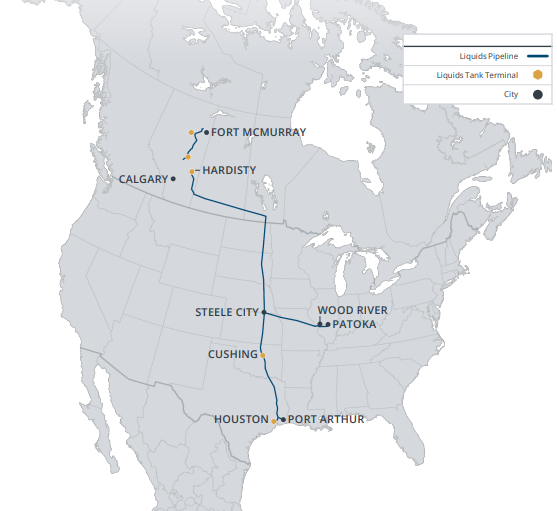 Liquids Pipeline
Liquids Tank Terminal
City
FORT MCMURRAY
HARDISTY
CALGARY
STEELE CITY
WOOD RIVER
PATOKA
CUSHING
HOUSTON
PORT ARTHUR